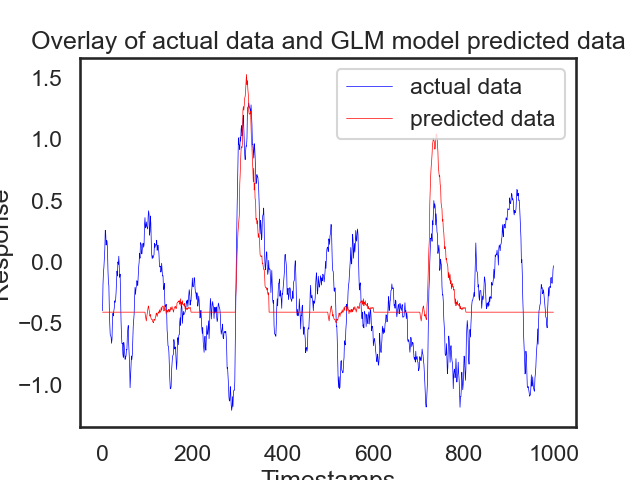 Overlay of actual data and GLM model predicted data
actual data
predicted data
1.5
1.0
0.5
0.0
−0.5
−1.0
Response
0 200 400 600 800 1000
Timestamps